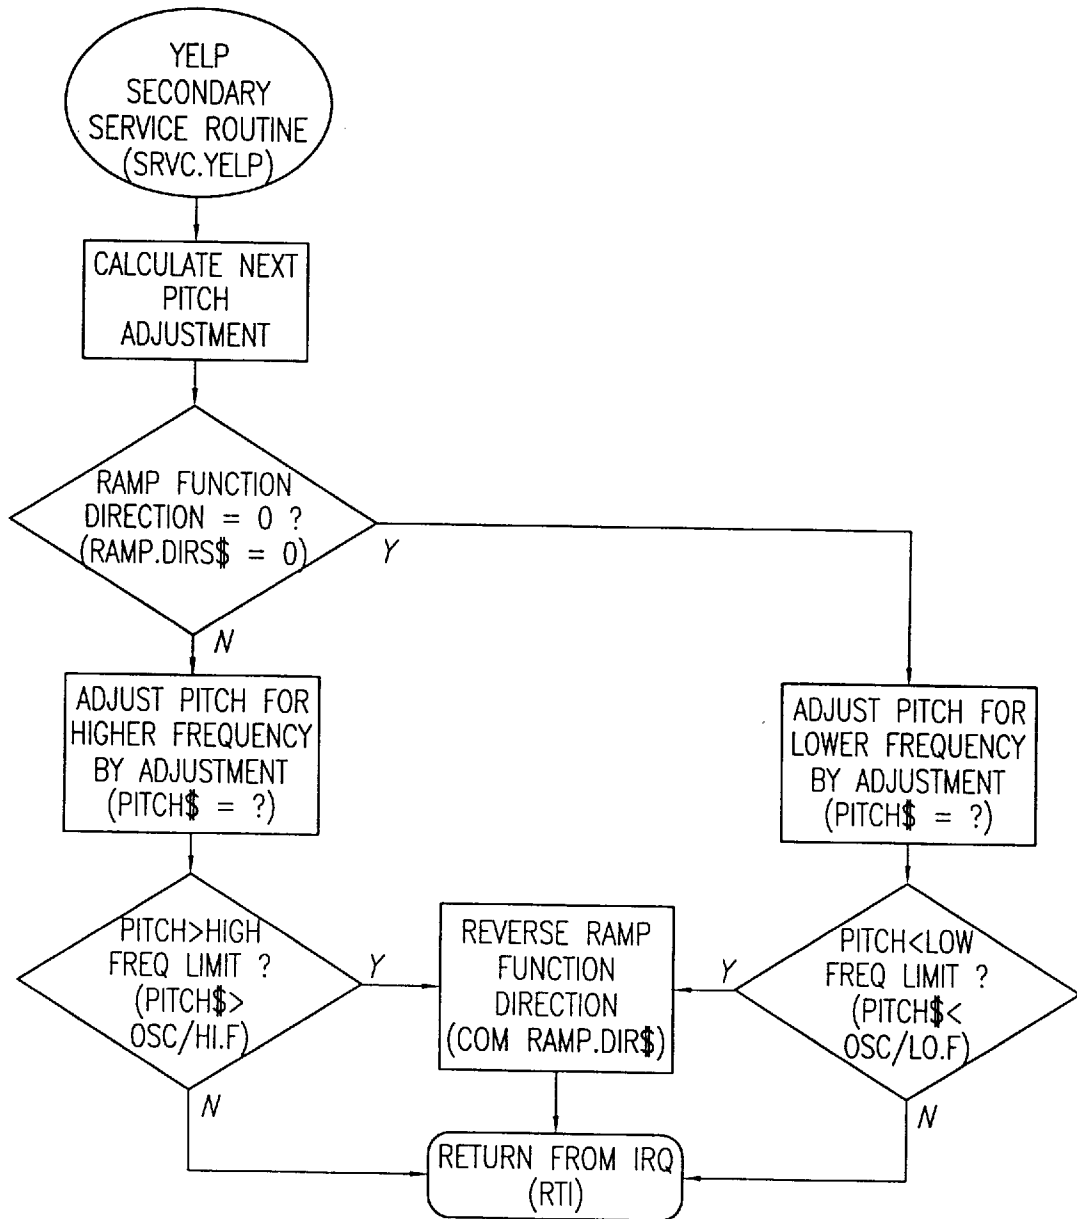 YELP
SECONDARY
SERVICE ROUTINE
(SRVC.YELP)
CALCULATE NEXT
PITCH
ADJUSTMENT
RAMP FUNCTION
DIRECTION = 0 ?
(RAMP.DIRS$ = 0)
Y
N
ADJUST PITCH FOR
HIGHER FREQUENCY
BY ADJUSTMENT
(PITCH$ = ?)
ADJUST PITCH FOR
LOWER FREQUENCY
BY ADJUSTMENT
(PITCH$ = ?)
PITCH>HIGH
FREQ LIMIT ?
(PITCH$>
OSC/HI.F)
Y
N
REVERSE RAMP
FUNCTION
DIRECTION
(COM RAMP.DIR$)
PITCH<LOW
FREQ LIMIT ?
(PITCH$<
OSC/LO.F)
Y
N
RETURN FROM IRQ
(RTI)